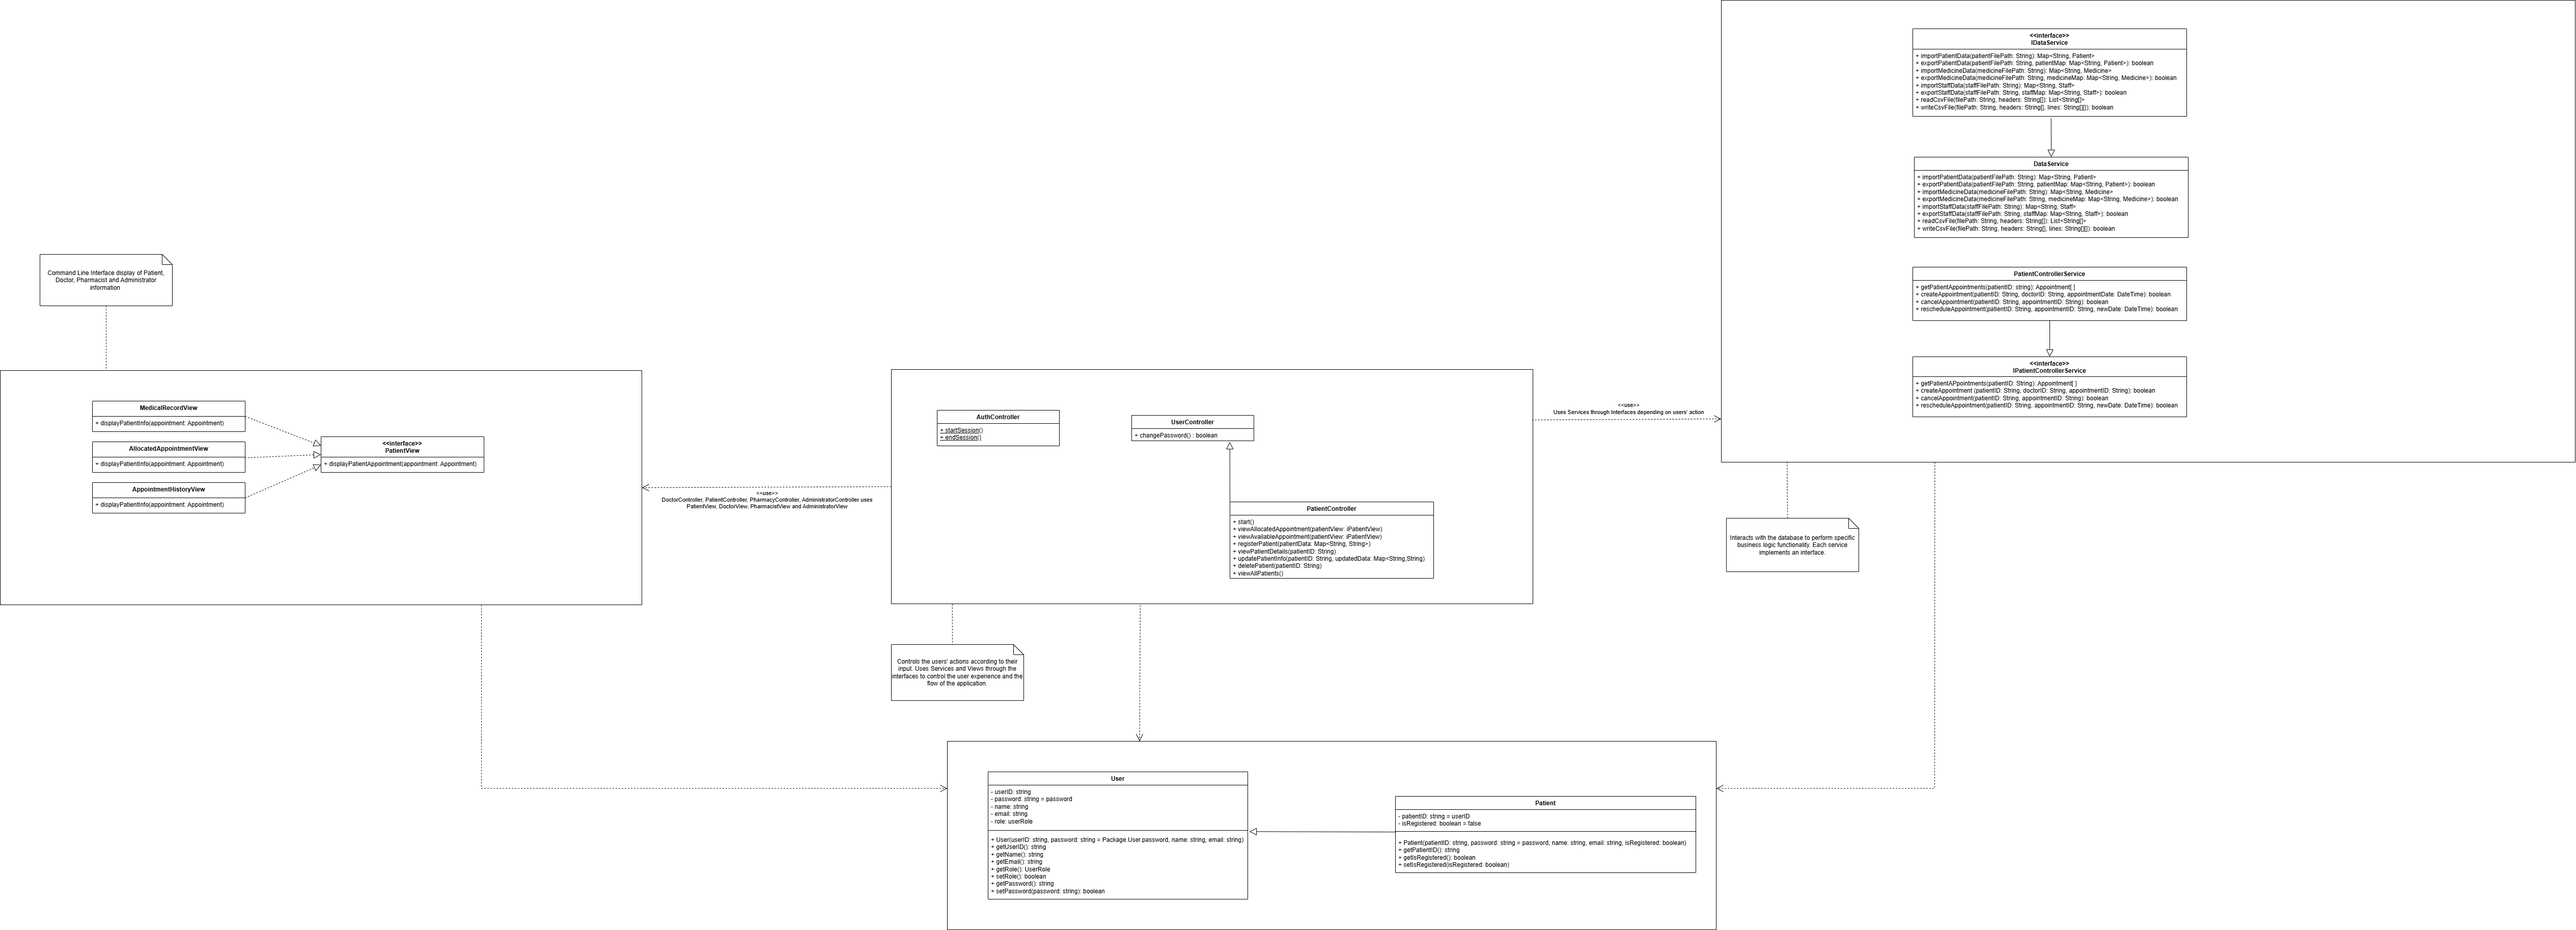 Command Line Interface display of Patient,
Doctor, Pharmacist and Administrator
information
MedicalRecordView
+ displayPatientInfo(appointment: Appointment)
AllocatedAppointmentView
+ displayPatientInfo(appointment: Appointment)
AppointmentHistoryView
+ displayPatientInfo(appointment: Appointment)
<<interface>>
PatientView
+ displayPatientAppointment(appointment: Appointment)
<<use>>
DoctorController, PatientController, PharmacyController, AdministratorController uses
PatientView, DoctorView, PharmacistView and AdministratorView
AuthController
+ startSession()
+ endSession()
UserController
+ changePassword() : boolean
PatientController
+ start()
+ viewAllocatedAppointment(patientView: iPatientView)
+ viewAvailableAppointment(patientView: iPatientView)
+ registerPatient(patientData: Map<String, String>)
+ viewPatientDetails(patientID: String)
+ updatePatientInfo(patientID: String, updatedData: Map<String,String)
+ deletePatient(patientID: String)
+ viewAllPatients()
Controls the users' actions according to their
input. Uses Services and Views through the
interfaces to control the user experience and the
flow of the application.
<<use>>
Uses Services through Interfaces depending on users' action
<<interface>>
IDataService
+ importPatientData(patientFilePath: String): Map<String, Patient>
+ exportPatientData(patientFilePath: String, patientMap: Map<String, Patient>): boolean
+ importMedicineData(medicineFilePath: String): Map<String, Medicine>
+ exportMedicineData(medicineFilePath: String, medicineMap: Map<String, Medicine>): boolean
+ importStaffData(staffFilePath: String): Map<String, Staff>
+ exportStaffData(staffFilePath: String, staffMap: Map<String, Staff>): boolean
+ readCsvFile(filePath: String, headers: String[]): List<String[]>
+ writeCsvFile(filePath: String, headers: String[], lines: String[][]): boolean
DataService
+ importPatientData(patientFilePath: String): Map<String, Patient>
+ exportPatientData(patientFilePath: String, patientMap: Map<String, Patient>): boolean
+ importMedicineData(medicineFilePath: String): Map<String, Medicine>
+ exportMedicineData(medicineFilePath: String, medicineMap: Map<String, Medicine>): boolean
+ importStaffData(staffFilePath: String): Map<String, Staff>
+ exportStaffData(staffFilePath: String, staffMap: Map<String, Staff>): boolean
+ readCsvFile(filePath: String, headers: String[]): List<String[]>
+ writeCsvFile(filePath: String, headers: String[], lines: String[][]): boolean
PatientControllerService
+ getPatientAppointments(patientID: string): Appointment[ ]
+ createAppointment(patientID: String, doctorID: String, appointmentDate: DateTime): boolean
+ cancelAppointment(patientID: String, appointmentID: String): boolean
+ rescheduleAppointment(patientID: String, appointmentID: String, newDate: DateTime): boolean
<<interface>>
IPatientControllerService
+ getPatientAPpointments(patientID: String): Appointment[ ]
+ createAppointment (patientID: String, doctorID: String, appointmentID: String): boolean
+ cancelAppointment(patientID: String, appointmentID: String): boolean
+ rescheduleAppointment(patientID: String, appointmentID: String, newDate: DateTime): boolean
Interacts with the database to perform specific
business logic functionality. Each service
implements an interface.
User
- userID: string
- password: string = password
- name: string
- email: string
- role: userRole
+ User(userID: string, password: string = Package.User.password, name: string, email: string)
+ getUserID(): string
+ getName(): string
+ getEmail(): string
+ getRole(): UserRole
+ setRole(): boolean
+ getPassword(): string
+ setPassword(password: string): boolean
Patient
- patientID: string = userID
- isRegistered: boolean = false
+ Patient(patientID: string, password: string = password, name: string, email: string, isRegistered: boolean)
+ getPatientID(): string
+ getIsRegistered(): boolean
+ setIsRegistered(isRegistered: boolean)